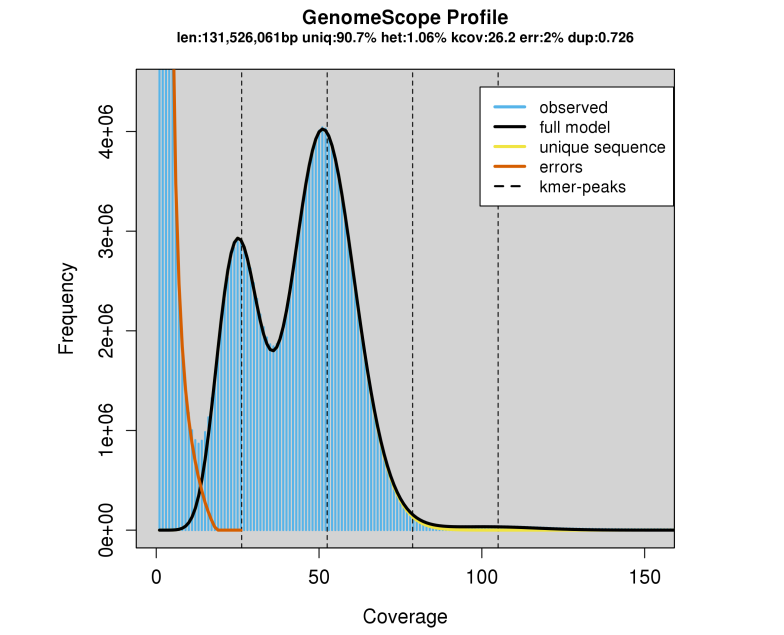 GenomeScope Profile
len:131,526,061bp uniq:90.7% het:1.06% kcov:26.2 err:2% dup:0.726
observed
full model
unique sequence
errors
kmer-peaks
Frequency
4e+06
3e+06
2e+06
1e+06
0e+00
0 50 100 150
Coverage